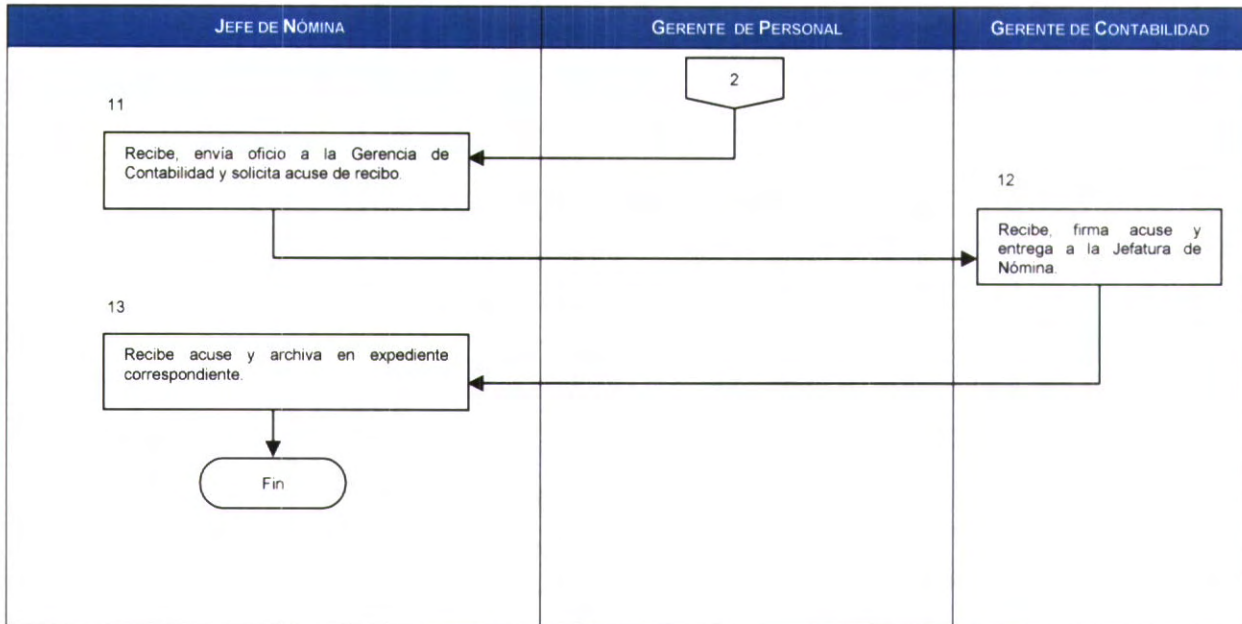 JEFE DE NÓMINA
GERENTE DE PERSONAL
GERENTE DE CONTABILIDAD
2
11
Recibe, envía oficio a la Gerencia de
Contabilidad y solicita acuse de recibo.
12
Recibe, firma acuse y
entrega a la Jefatura de
Nómina.
13
Recibe acuse y archiva en expediente
correspondiente.
Fin